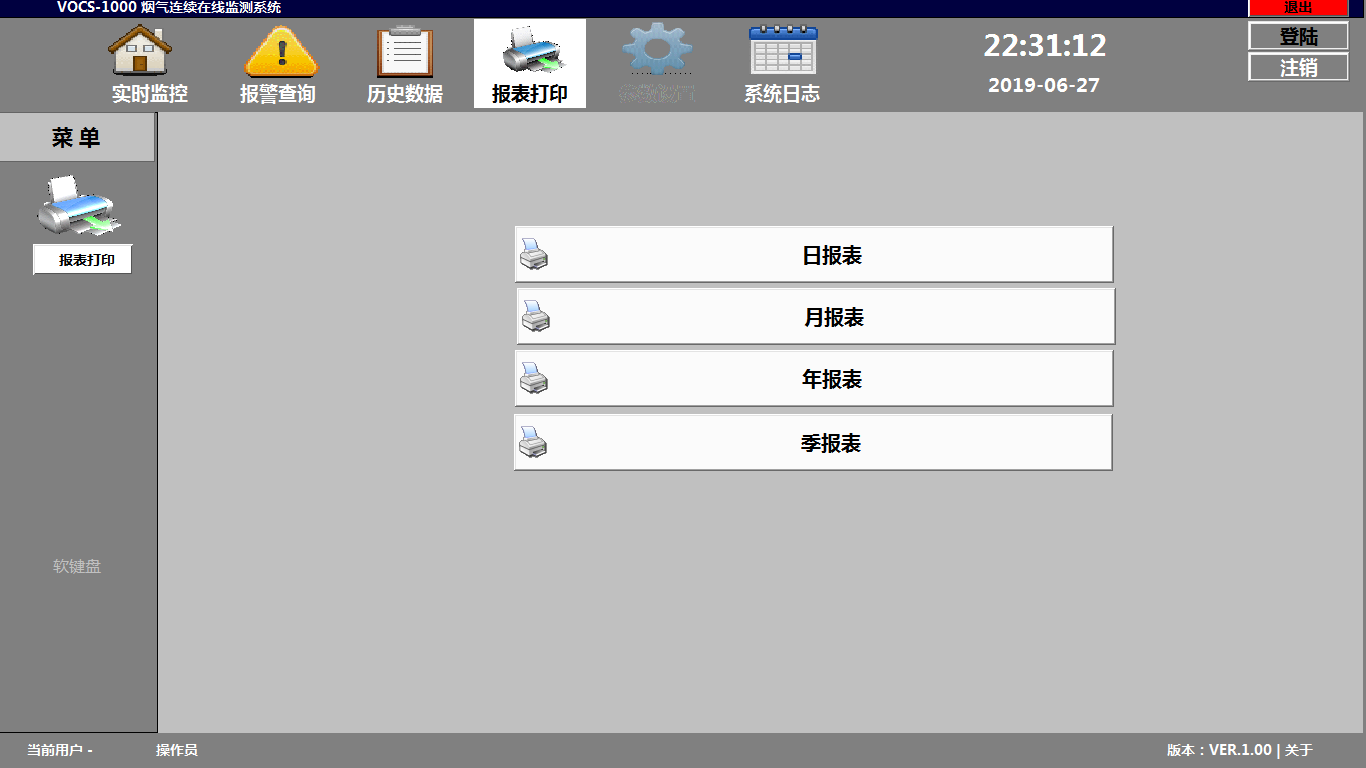 VOCS-1000 烟气连续在线监测系统
退出
实时监控
报警查询
历史数据
报表打印
系统日志
22:31:12
2019-06-27
登陆
注销
菜 单
报表打印
日报表
月报表
年报表
季报表
软键盘
当前用户 -
操作员
版本：VER.1.00 | 关于